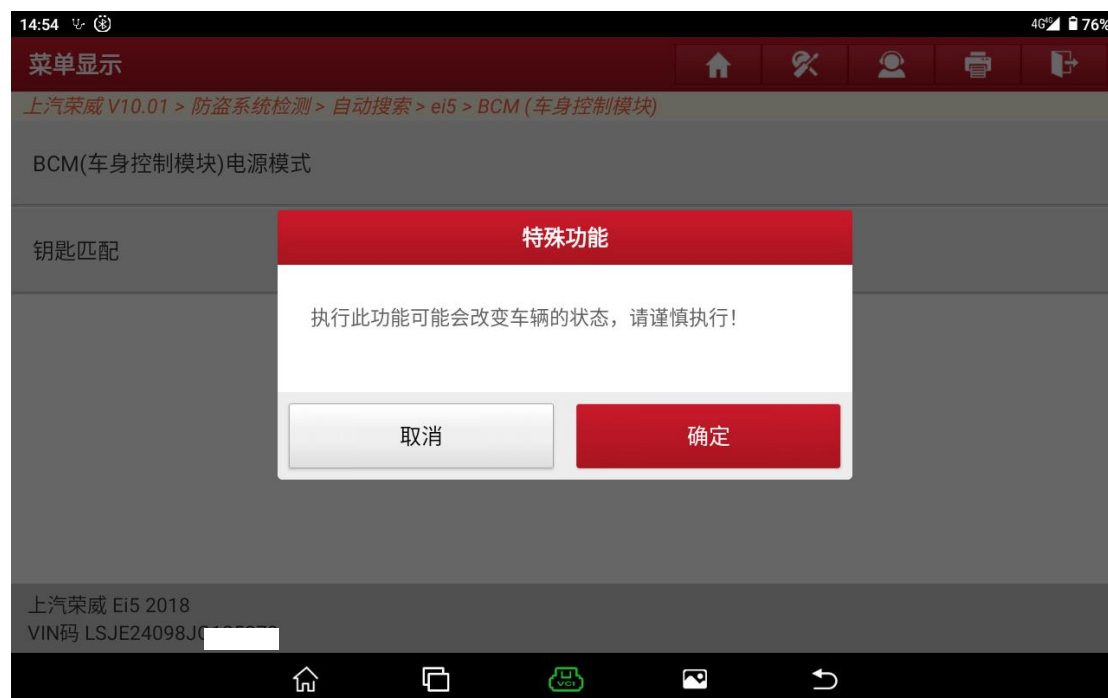 14:54
4G 4G 76%
菜单显示
上汽荣威 V10.01 > 防盗系统检测 > 自动搜索 > ei5 > BCM (车身控制模块)
BCM(车身控制模块)电源模式
钥匙匹配
特殊功能
执行此功能可能会改变车辆的状态，请谨慎执行！
取消
确定
上汽荣威 Ei5 2018
VIN码 LSJE24098J
VCI